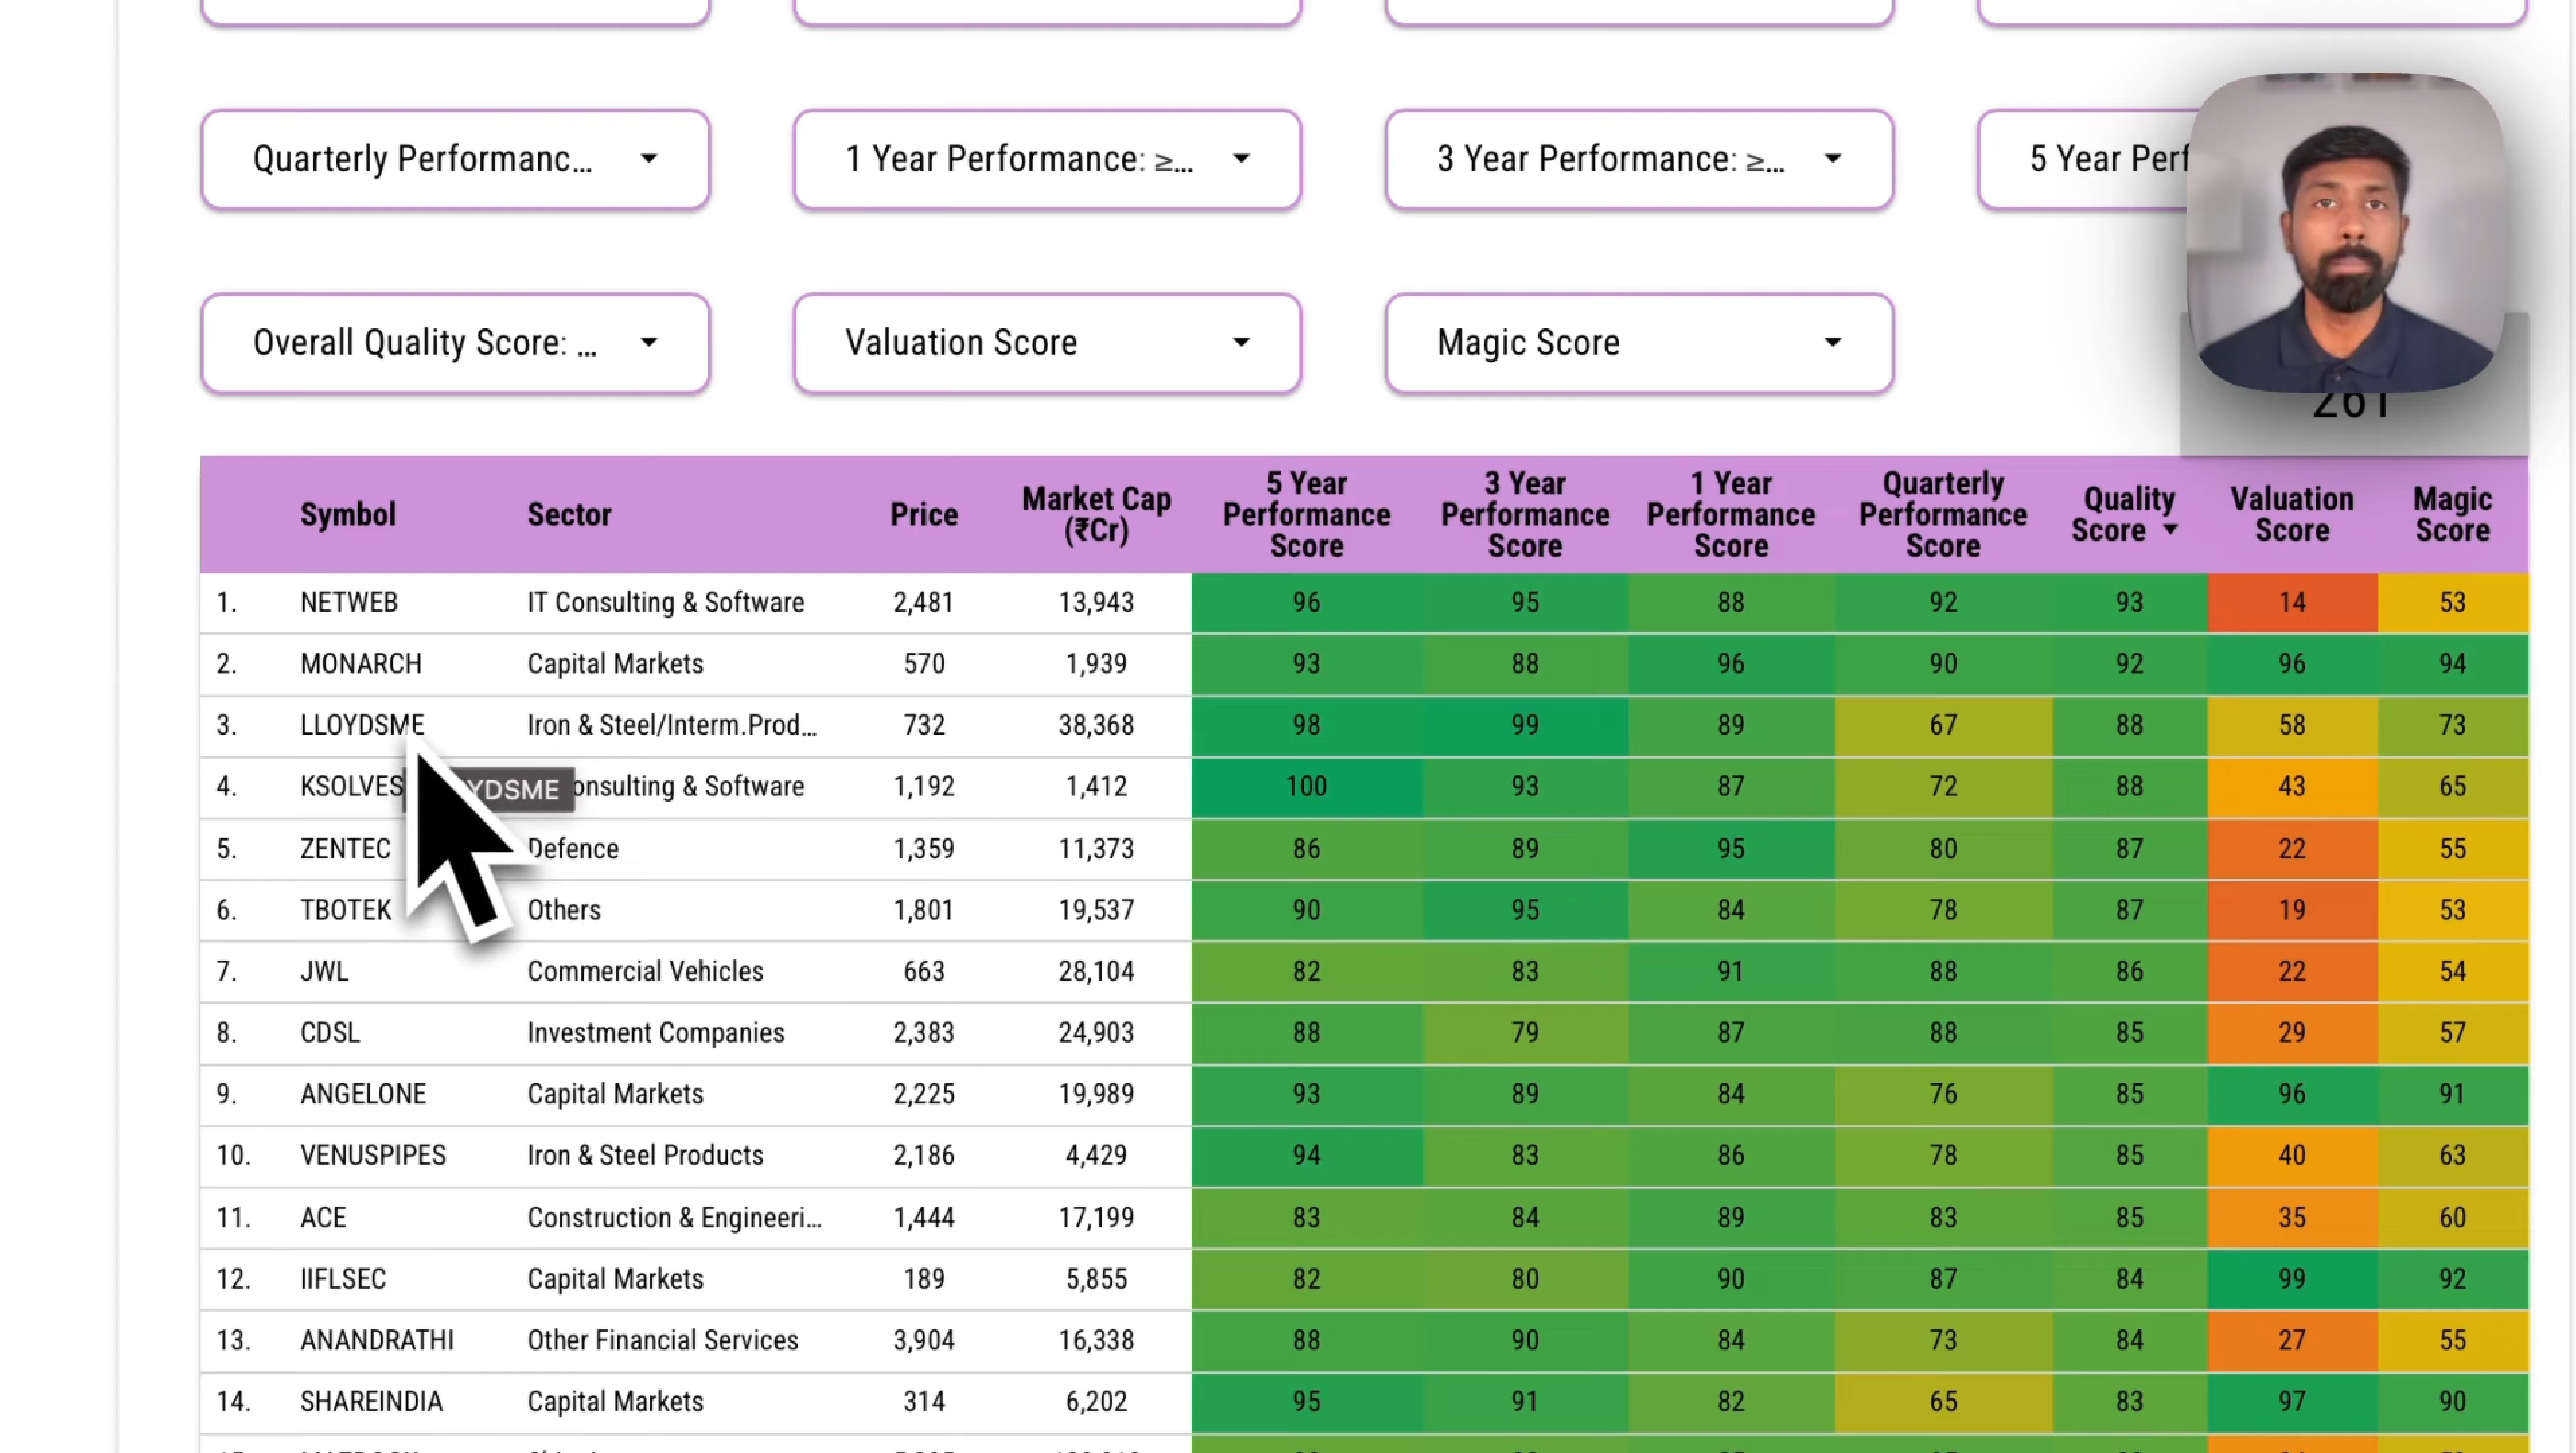 Quarterly Performanc...
1 Year Performance: ≥...
3 Year Performance: ≥...
5 Year Perf
Overall Quality Score: ...
Valuation Score
Magic Score
261
Symbol Sector Price Market Cap (₹Cr) 5 Year Performance Score 3 Year Performance Score 1 Year Performance Score Quarterly Performance Score Quality Score Valuation Score Magic Score
1. NETWEB IT Consulting & Software 2,481 13,943 96 95 88 92 93 14 53
2. MONARCH Capital Markets 570 1,939 93 88 96 90 92 96 94
3. LLOYDSME Iron & Steel/Interm.Prod... 732 38,368 98 99 89 67 88 58 73
4. KSOLVES YDSME onsulting & Software 1,192 1,412 100 93 87 72 88 43 65
5. ZENTEC Defence 1,359 11,373 86 89 95 80 87 22 55
6. TBOTEK Others 1,801 19,537 90 95 84 78 87 19 53
7. JWL Commercial Vehicles 663 28,104 82 83 91 88 86 22 54
8. CDSL Investment Companies 2,383 24,903 88 79 87 88 85 29 57
9. ANGELONE Capital Markets 2,225 19,989 93 89 84 76 85 96 91
10. VENUSPIPES Iron & Steel Products 2,186 4,429 94 83 86 78 85 40 63
11. ACE Construction & Engineeri... 1,444 17,199 83 84 89 83 85 35 60
12. IIFLSEC Capital Markets 189 5,855 82 80 90 87 84 99 92
13. ANANDRATHI Other Financial Services 3,904 16,338 88 90 84 73 84 27 55
14. SHAREINDIA Capital Markets 314 6,202 95 91 82 65 83 97 90